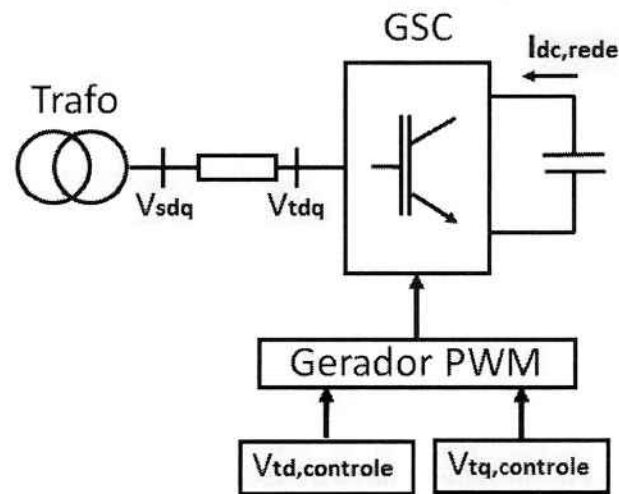 GSC
Idc,rede
Trafo
Vsdq
Vtdq
Gerador PWM
Vtd,controle
Vtq,controle